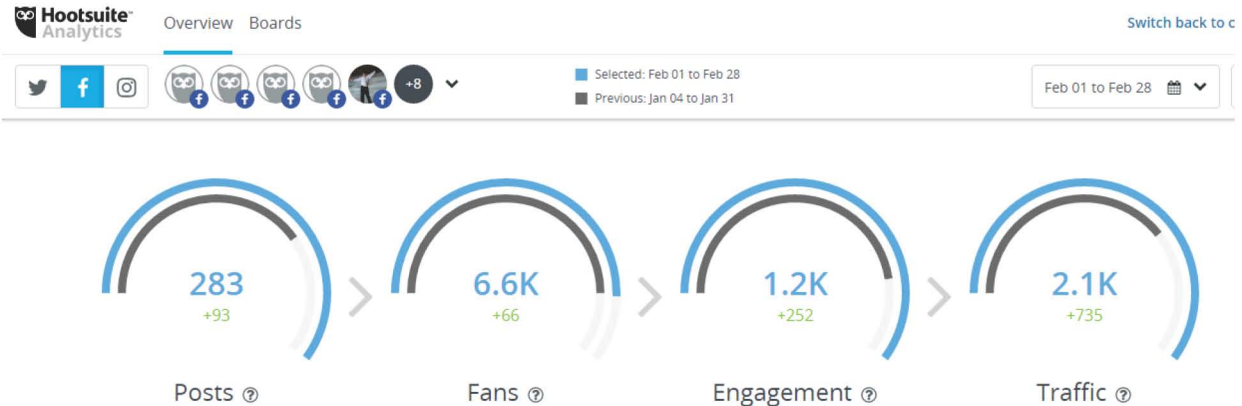 Hootsuite™
Analytics
Overview Boards
Switch back to c
+8
Selected: Feb 01 to Feb 28
Previous: Jan 04 to Jan 31
Feb 01 to Feb 28
283
+93
6.6K
+66
1.2K
+252
2.1K
+735
Posts ?
Fans ?
Engagement ?
Traffic ?